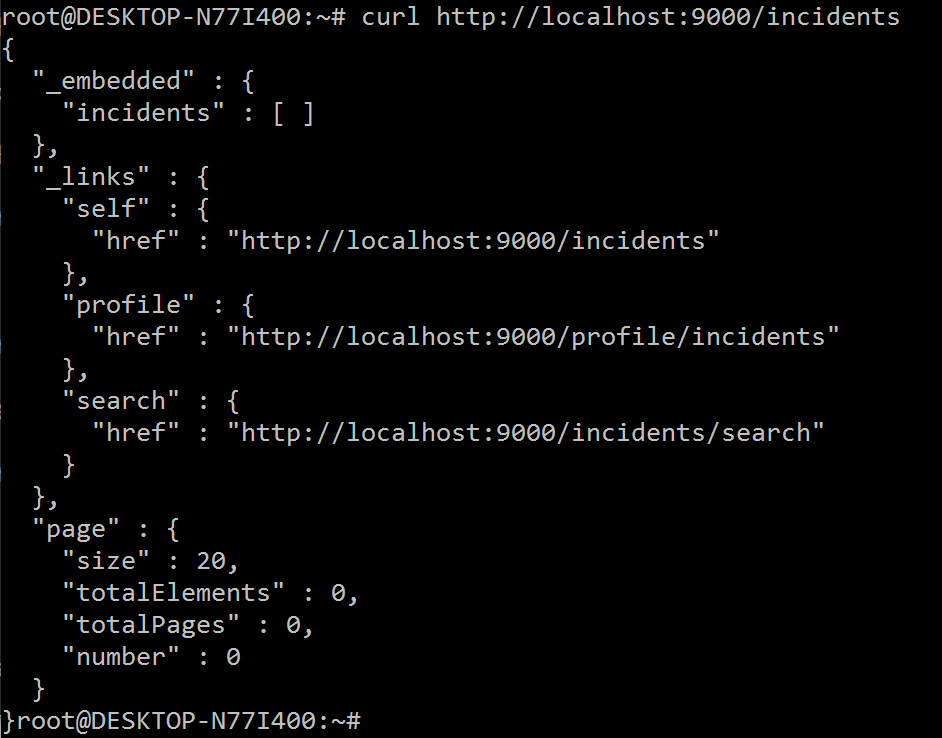 root@DESKTOP-N77I400:~# curl http://localhost:9000/incidents
{
  "_embedded" : {
    "incidents" : [ ]
  },
  "_links" : {
    "self" : {
      "href" : "http://localhost:9000/incidents"
    },
    "profile" : {
      "href" : "http://localhost:9000/profile/incidents"
    },
    "search" : {
      "href" : "http://localhost:9000/incidents/search"
    }
  },
  "page" : {
    "size" : 20,
    "totalElements" : 0,
    "totalPages" : 0,
    "number" : 0
  }
}root@DESKTOP-N77I400:~#